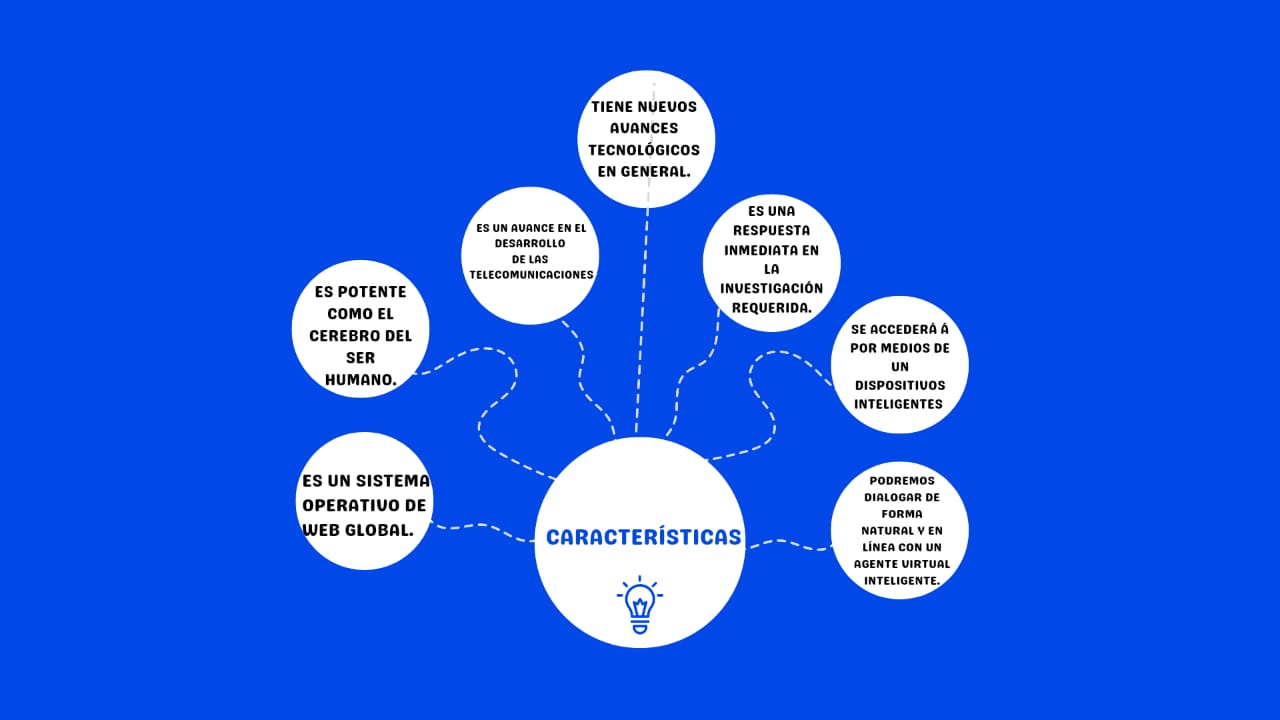 TIENE NUEVOS
AVANCES
TECNOLÓGICOS
EN GENERAL.
ES UN AVANCE EN EL
DESARROLLO
DE LAS
TELECOMUNICACIONES
ES UNA
RESPUESTA
INMEDIATA EN
LA
INVESTIGACIÓN
REQUERIDA.
ES POTENTE
COMO EL
CEREBRO DEL
SER
HUMANO.
SE ACCEDERÁ Á
POR MEDIOS DE
UN
DISPOSITIVOS
INTELIGENTES
ES UN SISTEMA
OPERATIVO DE
WEB GLOBAL.
PODREMOS
DIALOGAR DE
FORMA
NATURAL Y EN
LÍNEA CON UN
AGENTE VIRTUAL
INTELIGENTE.
CARACTERÍSTICAS